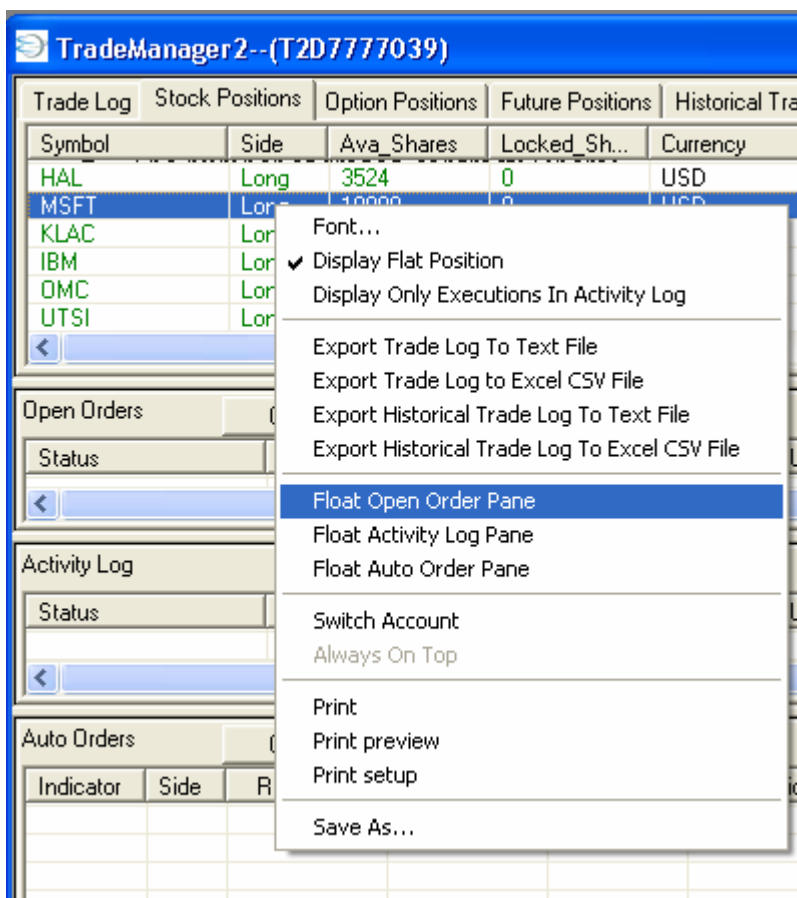 TradeManager2--(T2D7777039)
Trade Log Stock Positions Option Positions Future Positions Historical
Symbol Side Ava_Shares Locked_Sh... Currency
HAL Long 3524 0 USD
MSFT
KLAC
IBM
OMC
UTSI
Font...
Display Flat Position
Display Only Executions In Activity Log
Export Trade Log To Text File
Export Trade Log to Excel CSV File
Export Historical Trade Log To Text File
Export Historical Trade Log To Excel CSV File
Float Open Order Pane
Float Activity Log Pane
Float Auto Order Pane
Switch Account
Always On Top
Print
Print preview
Print setup
Save As...
Open Orders
Status
Activity Log
Status
Auto Orders
Indicator Side